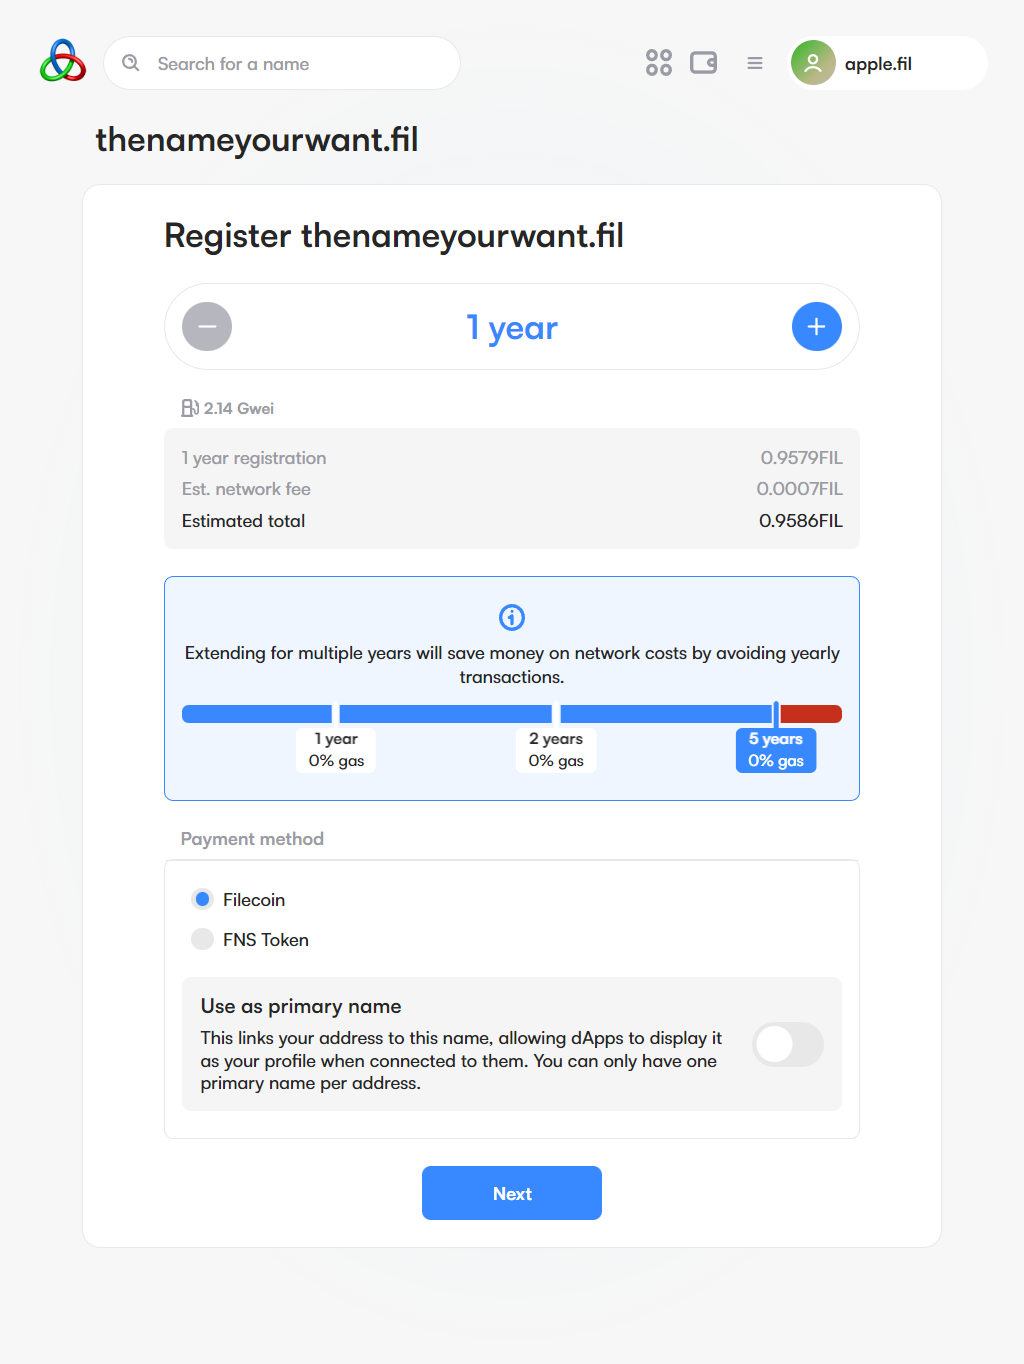 Search for a name
apple.fil
thenameyourwant.fil
Register thenameyourwant.fil
1 year
2.14 Gwei
1 year registration 0.9579FIL
Est. network fee 0.0007FIL
Estimated total 0.9586FIL
Extending for multiple years will save money on network costs by avoiding yearly
transactions.
1 year 2 years 5 years
0% gas 0% gas 0% gas
Payment method
Filecoin
FNS Token
Use as primary name
This links your address to this name, allowing dApps to display it
as your profile when connected to them. You can only have one
primary name per address.
Next